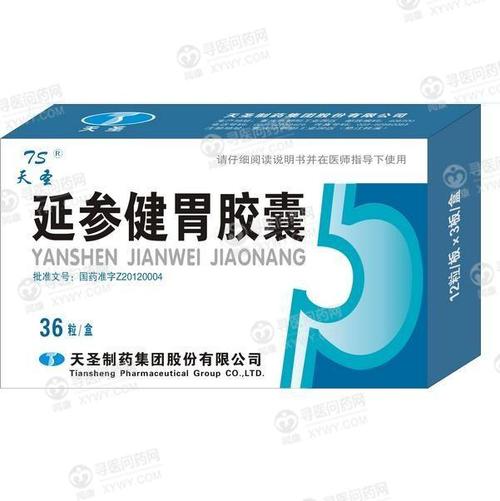 天圣
天圣制药集团股份有限公司
TS®
天圣
请仔细阅读说明书并在医师指导下使用
延参健胃胶囊
YANSHEN JIANWEI JIAONANG
批准文号：国药准字Z20120004
36粒/盒
天圣制药集团股份有限公司
Tiansheng Pharmaceutical Group CO.,LTD.
12粒/板×3板/盒
寻医问药网
闻康 XYWY.COM